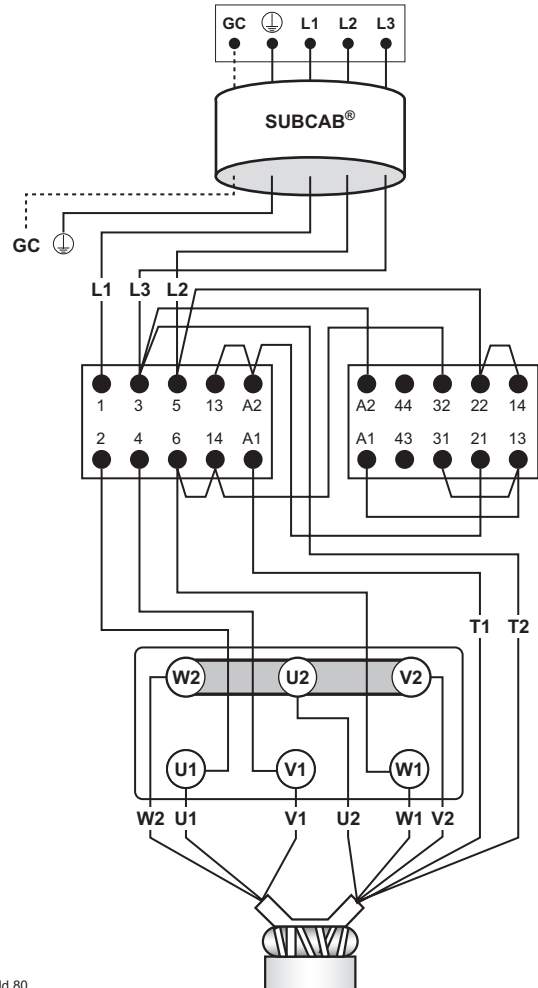 GC L1 L2 L3
SUBCAB®
GC
L1 L3 L2
1 3 5 13 A2
2 4 6 14 A1
A2 44 32 22 14
A1 43 31 21 13
T1 T2
W2 U2 V2
U1 V1 W1
W2 U1 V1 U2 W1 V2